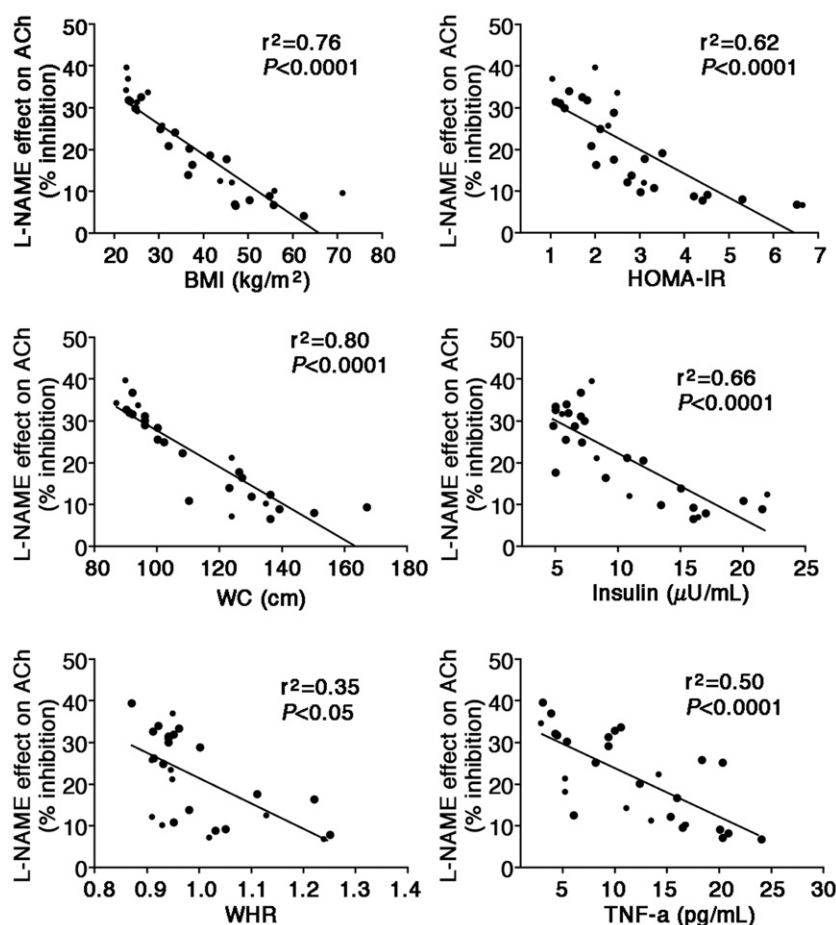 L-NAME effect on ACh
(% inhibition)
50
40
30
20
10
0
r²=0.76
P<0.0001
20 30 40 50 60 70 80
BMI (kg/m²)
L-NAME effect on ACh
(% inhibition)
50
40
30
20
10
0
r²=0.62
P<0.0001
1 2 3 4 5 6 7
HOMA-IR
L-NAME effect on ACh
(% inhibition)
50
40
30
20
10
0
r²=0.80
P<0.0001
80 100 120 140 160 180
WC (cm)
L-NAME effect on ACh
(% inhibition)
50
40
30
20
10
0
r²=0.66
P<0.0001
5 10 15 20 25
Insulin (µU/mL)
L-NAME effect on ACh
(% inhibition)
50
40
30
20
10
0
r²=0.35
P<0.05
0.8 0.9 1.0 1.1 1.2 1.3 1.4
WHR
L-NAME effect on ACh
(% inhibition)
50
40
30
20
10
0
r²=0.50
P<0.0001
5 10 15 20 25 30
TNF-a (pg/mL)